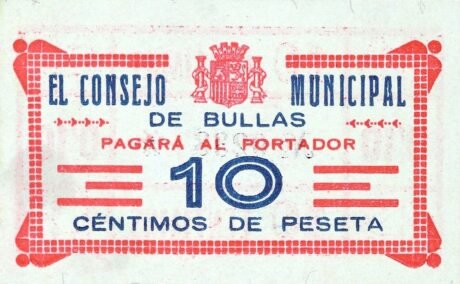 EL CONSEJO MUNICIPAL
DE BULLAS
PAGARÁ AL PORTADOR
10
CÉNTIMOS DE PESETA